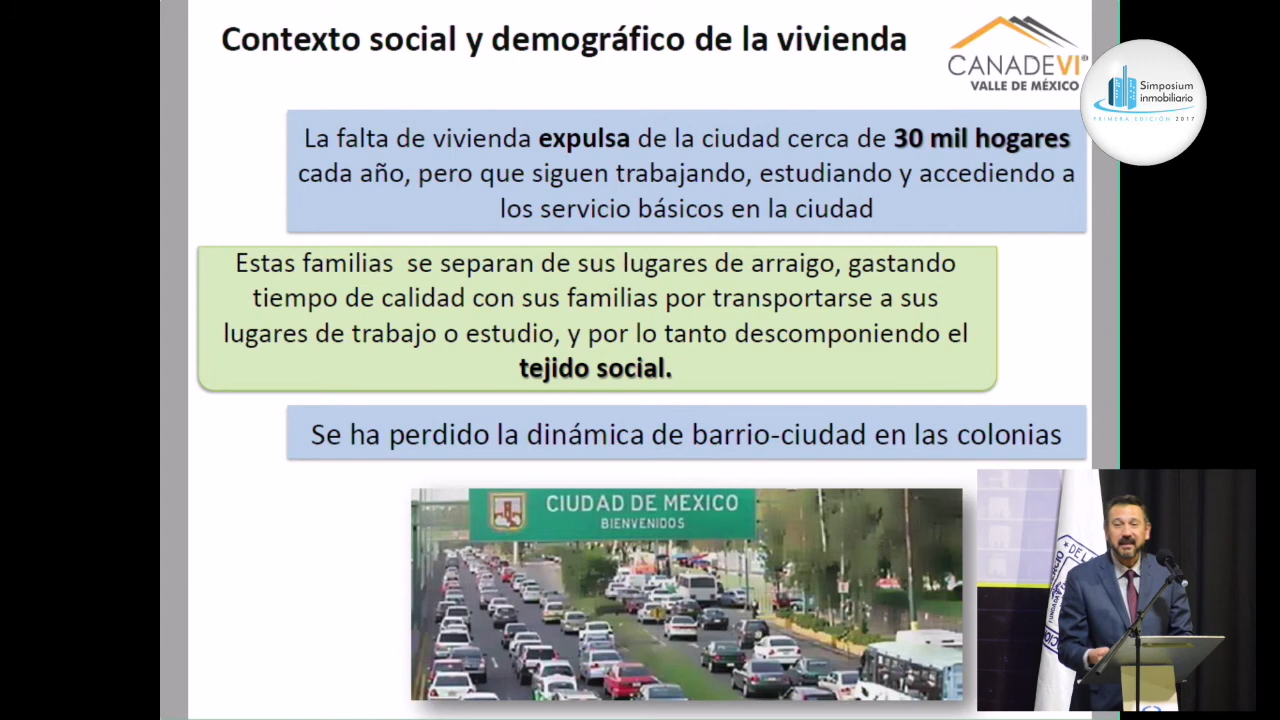 Contexto social y demográfico de la vivienda
CANADEVI®
VALLE DE MÉXICO
Simposium
inmobiliario
PRIMERA EDICIÓN 2017
La falta de vivienda expulsa de la ciudad cerca de 30 mil hogares
cada año, pero que siguen trabajando, estudiando y accediendo a
los servicio básicos en la ciudad
Estas familias se separan de sus lugares de arraigo, gastando
tiempo de calidad con sus familias por transportarse a sus
lugares de trabajo o estudio, y por lo tanto descomponiendo el
tejido social.
Se ha perdido la dinámica de barrio-ciudad en las colonias
CIUDAD DE MEXICO
BIENVENIDOS